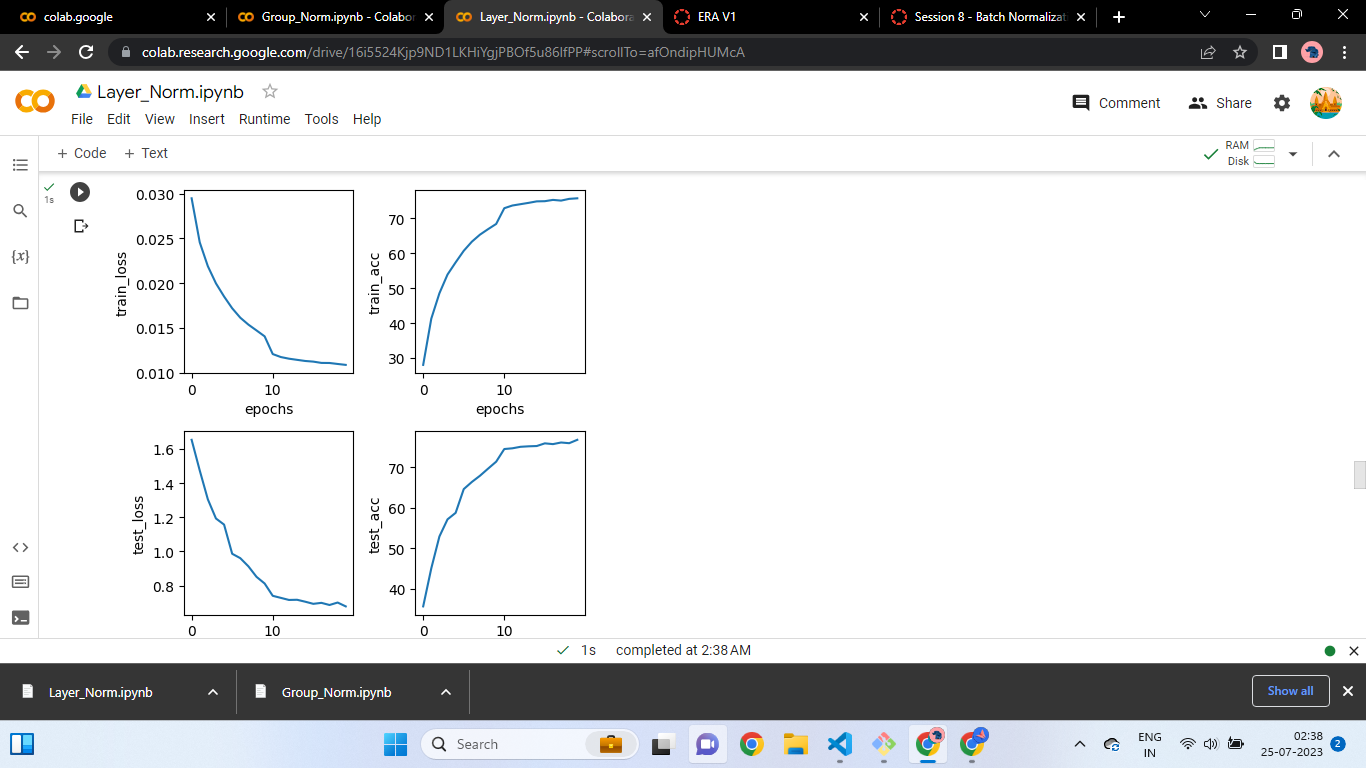 colab.google
Group_Norm.ipynb - Colabor
Layer_Norm.ipynb - Colabora
ERA V1
Session 8 - Batch Normalizat
colab.research.google.com/drive/16i5524Kjp9ND1LKHiYgjPBOf5u86IfPP#scrollTo=afOndipHUMcA
Layer_Norm.ipynb
Comment
Share
File Edit View Insert Runtime Tools Help
+ Code + Text
RAM
Disk
1s
{x}
0.030
0.025
0.020
0.015
0.010
train_loss
0 10
epochs
70
60
50
40
30
train_acc
0 10
epochs
1.6
1.4
1.2
1.0
0.8
test_loss
0 10
70
60
50
40
test_acc
0 10
1s completed at 2:38 AM
Layer_Norm.ipynb
Group_Norm.ipynb
Show all
Search
ENG
IN
02:38
25-07-2023
2